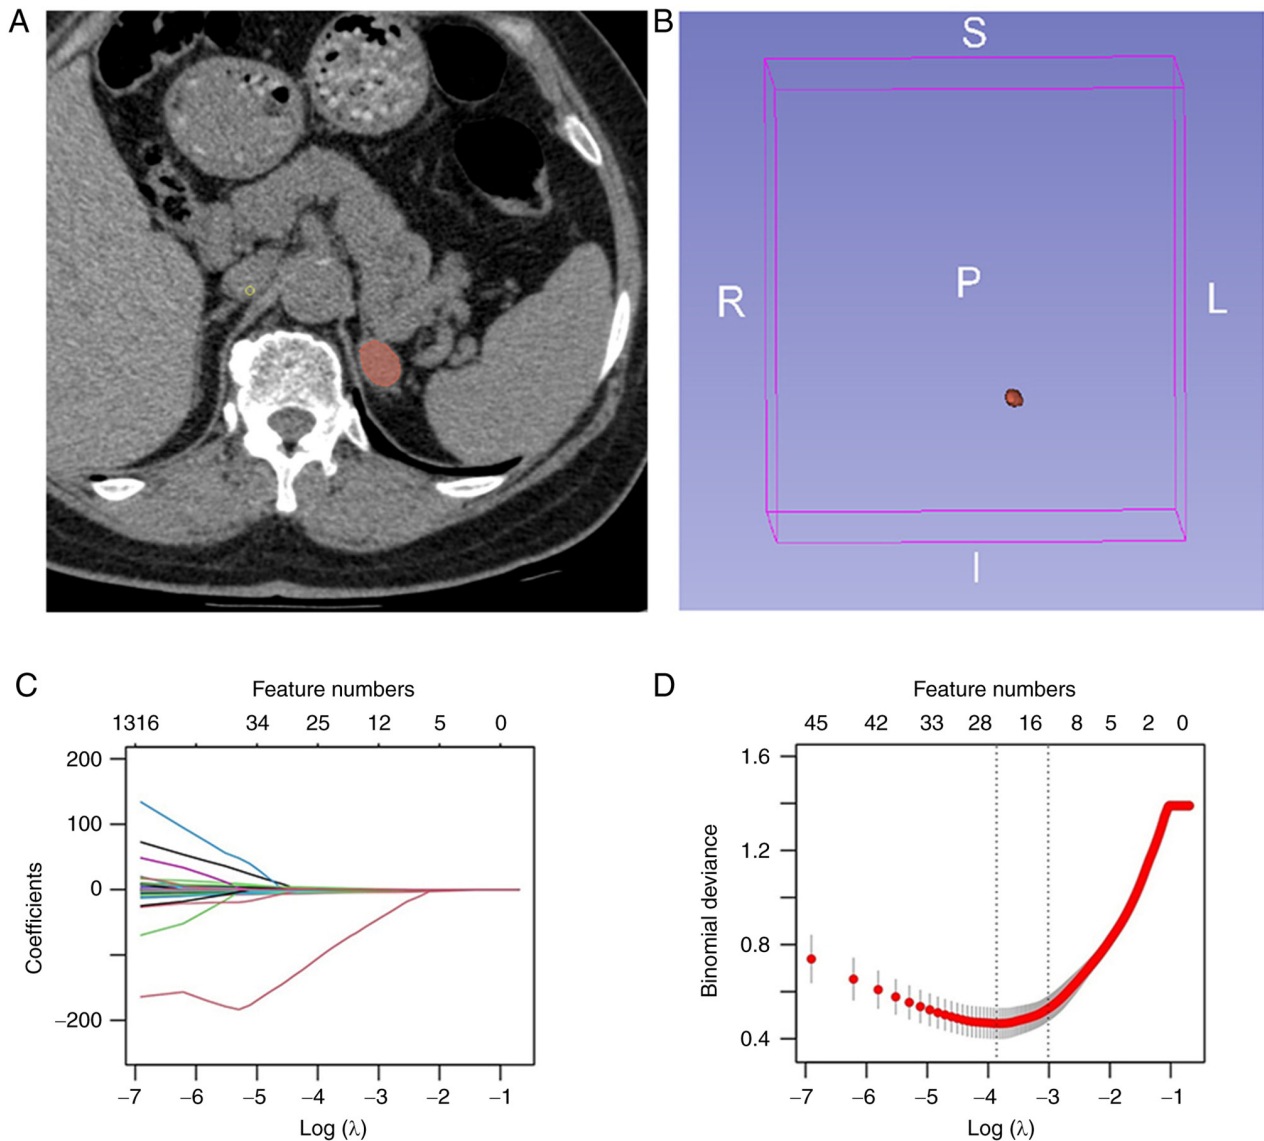 A
B
S
R
P
L
I
C
Feature numbers
1316 34 25 12 5 0
200
100
0
–200
Coefficients
–7 –6 –5 –4 –3 –2 –1
Log (λ)
D
Feature numbers
45 42 33 28 16 8 5 2 0
1.6
1.2
0.8
0.4
Binomial deviance
–7 –6 –5 –4 –3 –2 –1
Log (λ)